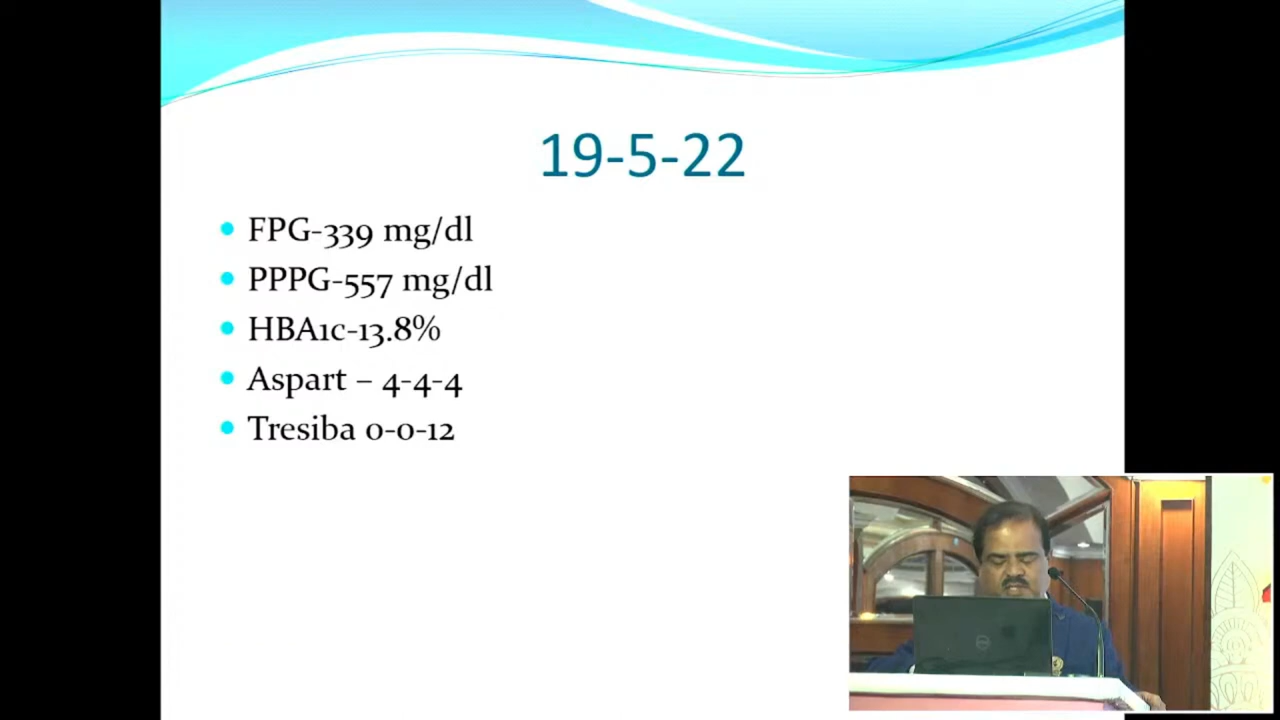 19-5-22
FPG-339 mg/dl
PPPG-557 mg/dl
HBA1c-13.8%
Aspart – 4-4-4
Tresiba 0-0-12